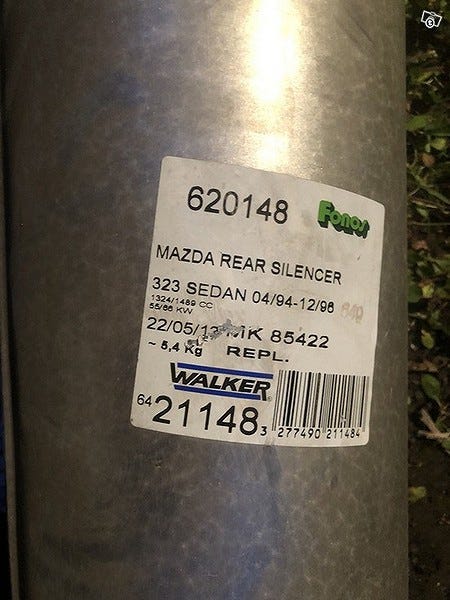 620148 Fonos
MAZDA REAR SILENCER
323 SEDAN 04/94-12/96
1324/1489 CC
55/66 KW
22/05/13 MK 85422
~ 5,4 Kg REPL.
WALKER
64 21148
3 277490 211484